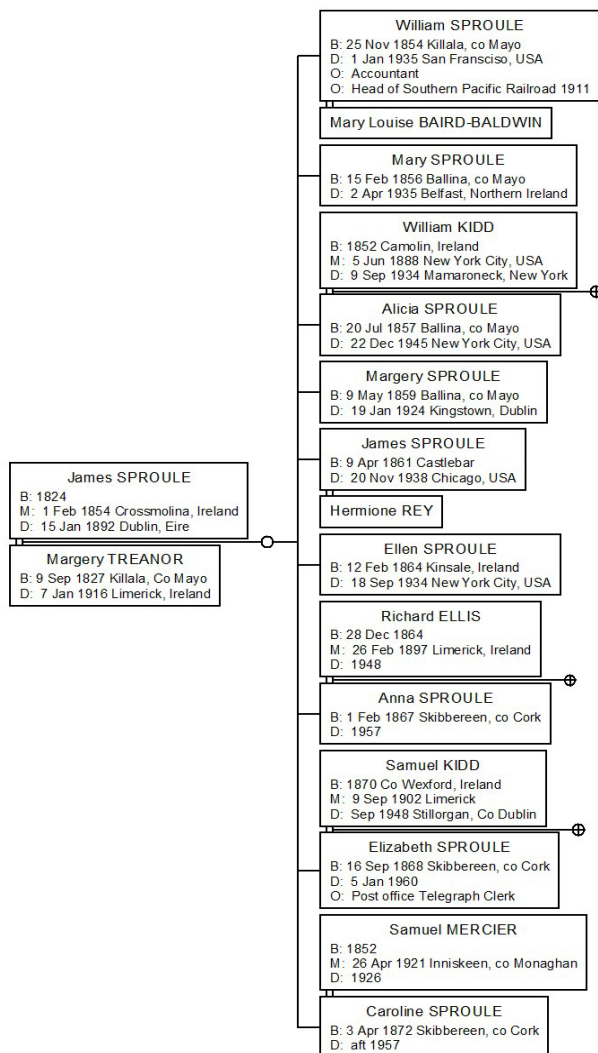 William SPROULE
B: 25 Nov 1854 Killala, co Mayo
D: 1 Jan 1935 San Fransciso, USA
O: Accountant
O: Head of Southern Pacific Railroad 1911
Mary Louise BAIRD-BALDWIN
Mary SPROULE
B: 15 Feb 1856 Ballina, co Mayo
D: 2 Apr 1935 Belfast, Northern Ireland
William KIDD
B: 1852 Camolin, Ireland
M: 5 Jun 1888 New York City, USA
D: 9 Sep 1934 Mamaroneck, New York
Alicia SPROULE
B: 20 Jul 1857 Ballina, co Mayo
D: 22 Dec 1945 New York City, USA
Margery SPROULE
B: 9 May 1859 Ballina, co Mayo
D: 19 Jan 1924 Kingstown, Dublin
James SPROULE
B: 9 Apr 1861 Castlebar
D: 20 Nov 1938 Chicago, USA
Hermione REY
James SPROULE
B: 1824
M: 1 Feb 1854 Crossmolina, Ireland
D: 15 Jan 1892 Dublin, Eire
Margery TREANOR
B: 9 Sep 1827 Killala, Co Mayo
D: 7 Jan 1916 Limerick, Ireland
Ellen SPROULE
B: 12 Feb 1864 Kinsale, Ireland
D: 18 Sep 1934 New York City, USA
Richard ELLIS
B: 28 Dec 1864
M: 26 Feb 1897 Limerick, Ireland
D: 1948
Anna SPROULE
B: 1 Feb 1867 Skibbereen, co Cork
D: 1957
Samuel KIDD
B: 1870 Co Wexford, Ireland
M: 9 Sep 1902 Limerick
D: Sep 1948 Stillorgan, Co Dublin
Elizabeth SPROULE
B: 16 Sep 1868 Skibbereen, co Cork
D: 5 Jan 1960
O: Post office Telegraph Clerk
Samuel MERCIER
B: 1852
M: 26 Apr 1921 Inniskeen, co Monaghan
D: 1926
Caroline SPROULE
B: 3 Apr 1872 Skibbereen, co Cork
D: aft 1957